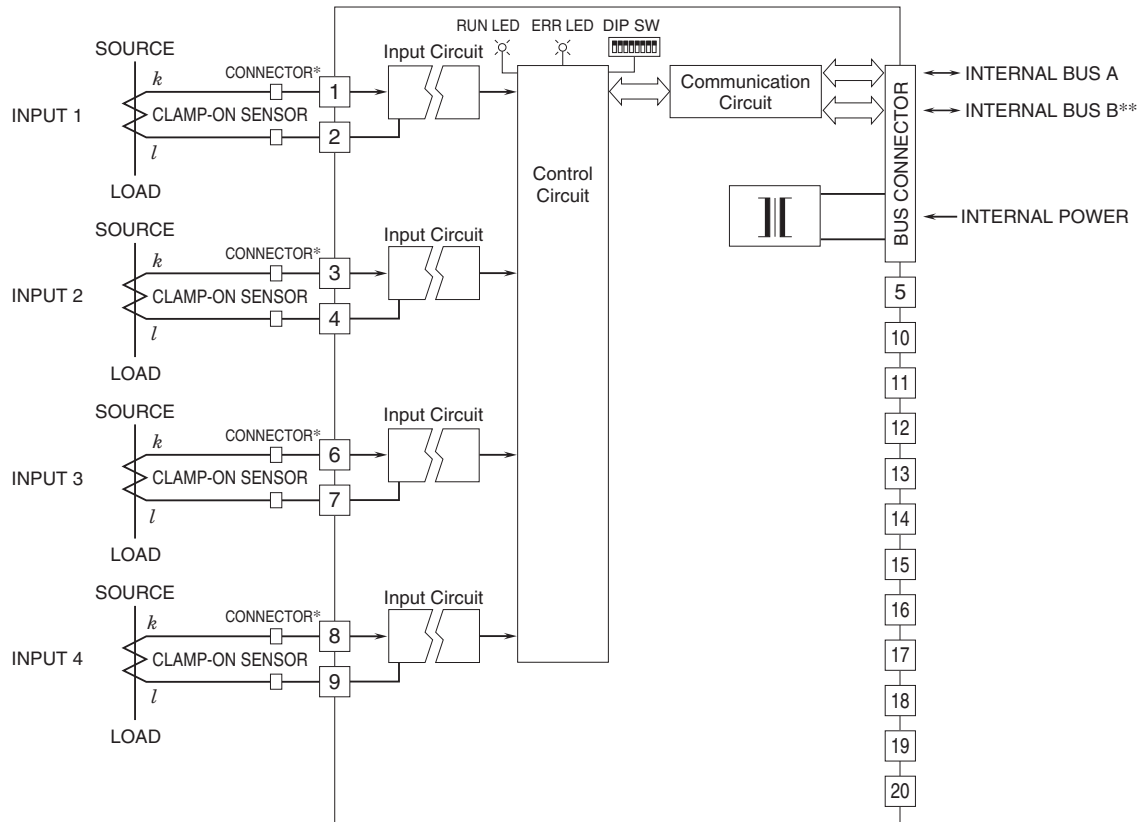 RUN LED
ERR LED
DIP SW
SOURCE
k
CONNECTOR*
1
Input Circuit
INPUT 1
CLAMP-ON SENSOR
l
2
LOAD
Control
Circuit
Communication
Circuit
BUS CONNECTOR
INTERNAL BUS A
INTERNAL BUS B**
INTERNAL POWER
SOURCE
k
CONNECTOR*
3
Input Circuit
INPUT 2
CLAMP-ON SENSOR
l
4
LOAD
SOURCE
k
CONNECTOR*
6
Input Circuit
INPUT 3
CLAMP-ON SENSOR
l
7
LOAD
SOURCE
k
CONNECTOR*
8
Input Circuit
INPUT 4
CLAMP-ON SENSOR
l
9
LOAD
5
10
11
12
13
14
15
16
17
18
19
20